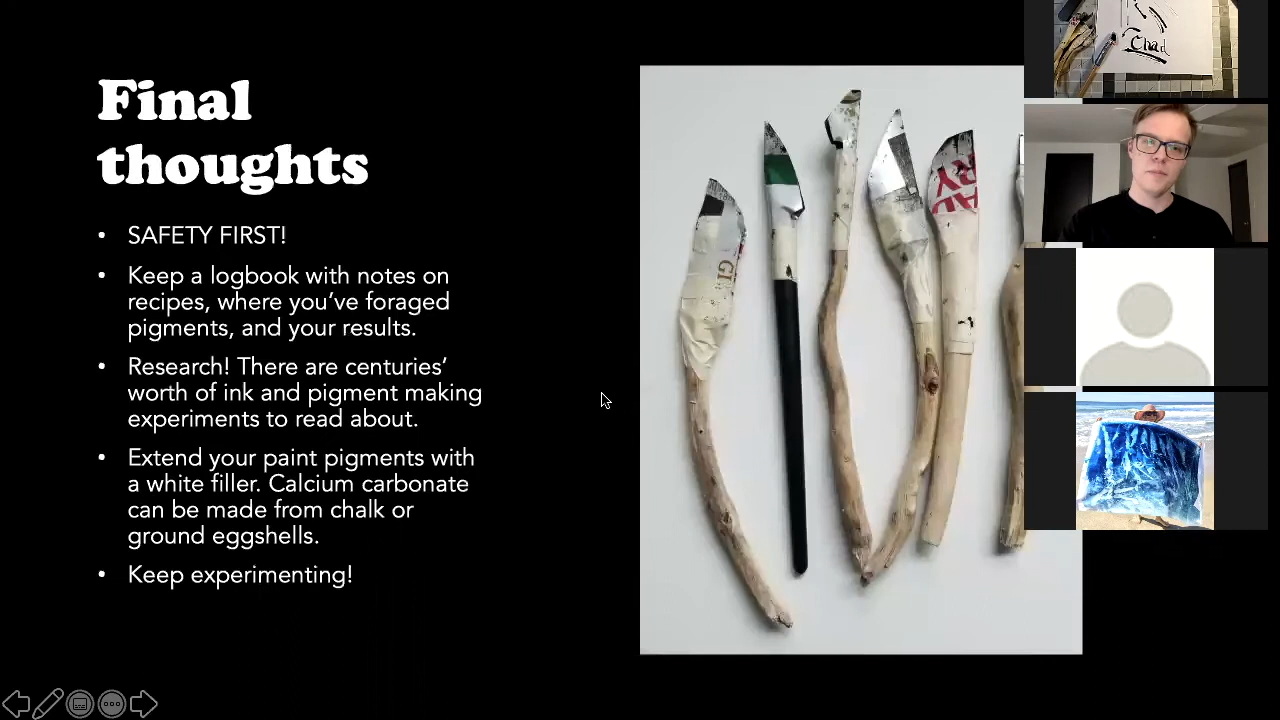 Final
thoughts
• SAFETY FIRST!
• Keep a logbook with notes on
recipes, where you’ve foraged
pigments, and your results.
• Research! There are centuries’
worth of ink and pigment making
experiments to read about.
• Extend your paint pigments with
a white filler. Calcium carbonate
can be made from chalk or
ground eggshells.
• Keep experimenting!
Chad